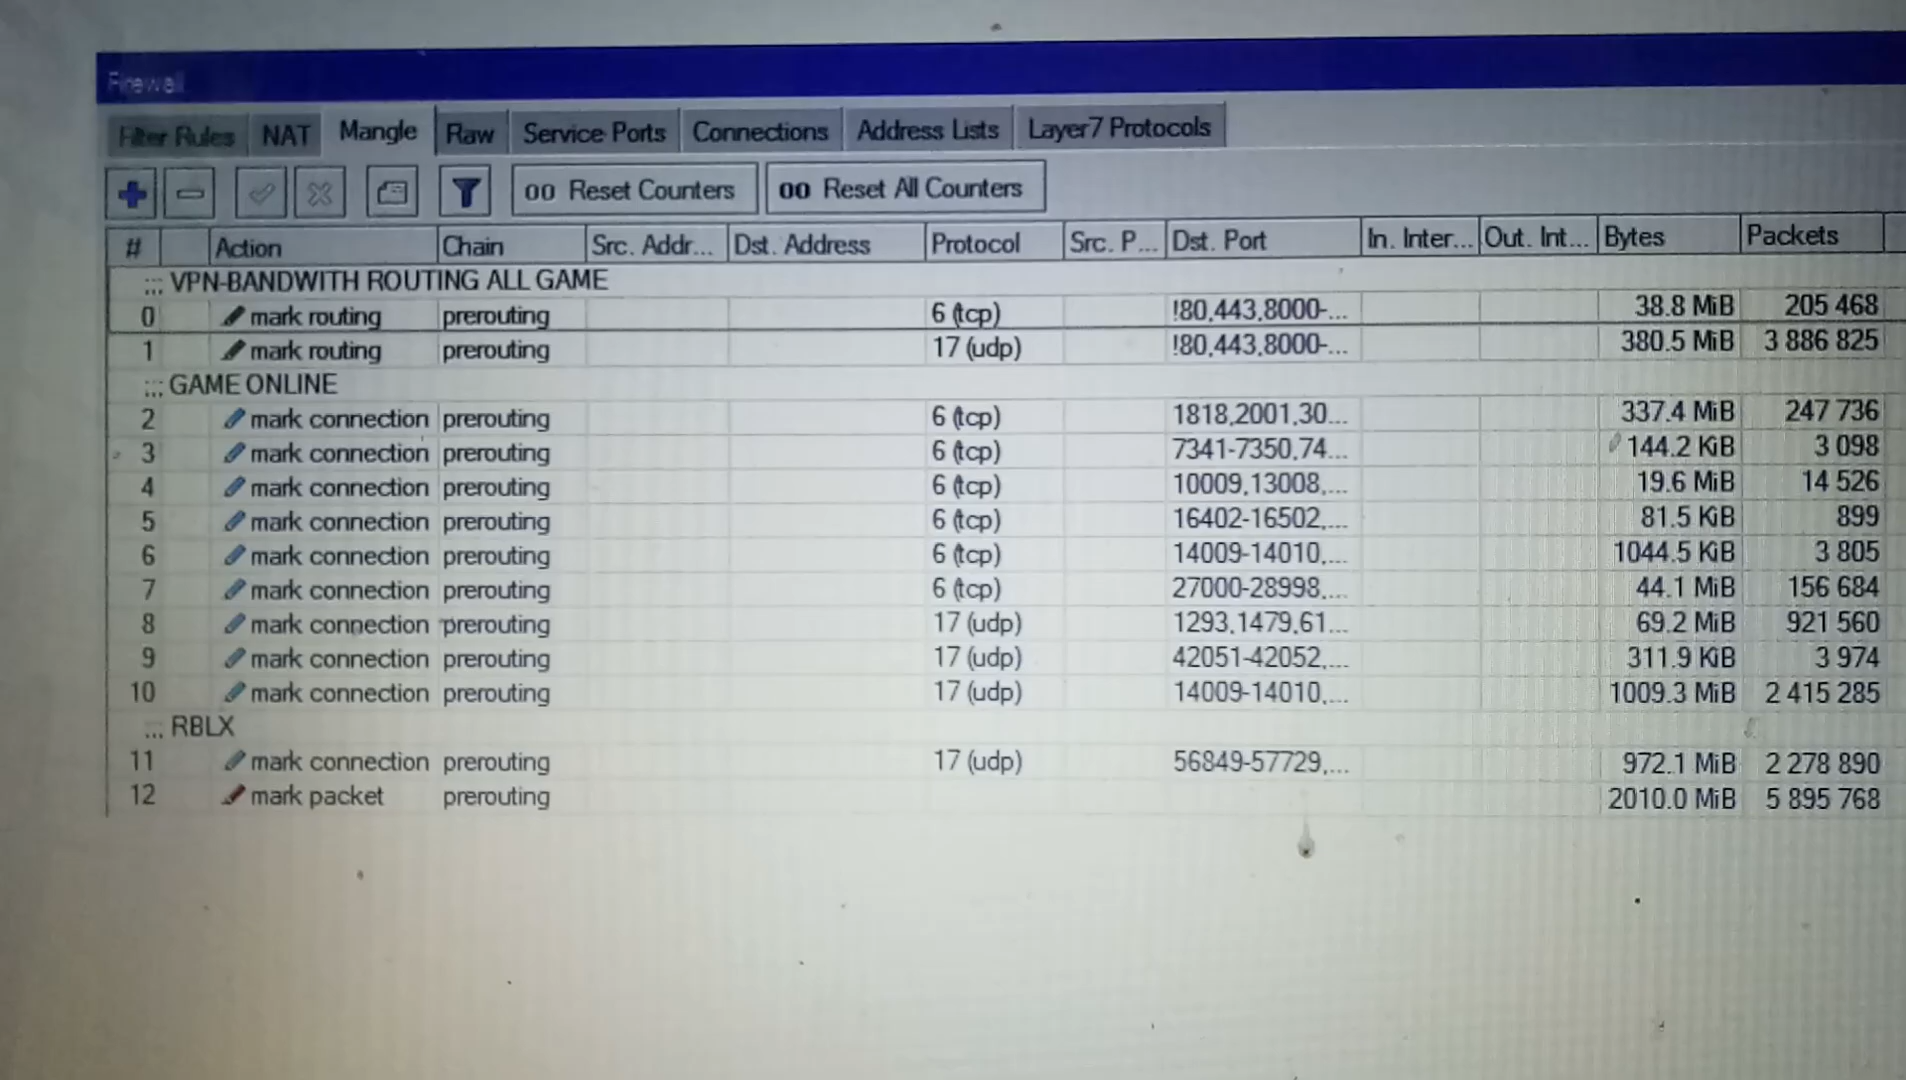 Firewall
Filter Rules NAT Mangle Raw Service Ports Connections Address Lists Layer7 Protocols
00 Reset Counters 00 Reset All Counters
# Action Chain Src. Addr... Dst. Address Protocol Src. P... Dst. Port In. Inter... Out. Int... Bytes Packets
::: VPN-BANDWITH ROUTING ALL GAME
0 mark routing prerouting 6 (tcp) !80,443,8000-... 38.8 MiB 205 468
1 mark routing prerouting 17 (udp) !80,443,8000-... 380.5 MiB 3 886 825
::: GAME ONLINE
2 mark connection prerouting 6 (tcp) 1818,2001,30... 337.4 MiB 247 736
3 mark connection prerouting 6 (tcp) 7341-7350,74... 144.2 KiB 3 098
4 mark connection prerouting 6 (tcp) 10009,13008,... 19.6 MiB 14 526
5 mark connection prerouting 6 (tcp) 16402-16502,... 81.5 KiB 899
6 mark connection prerouting 6 (tcp) 14009-14010,... 1044.5 KiB 3 805
7 mark connection prerouting 6 (tcp) 27000-28998,... 44.1 MiB 156 684
8 mark connection prerouting 17 (udp) 1293,1479,61... 69.2 MiB 921 560
9 mark connection prerouting 17 (udp) 42051-42052,... 311.9 KiB 3 974
10 mark connection prerouting 17 (udp) 14009-14010,... 1009.3 MiB 2 415 285
::: RBLX
11 mark connection prerouting 17 (udp) 56849-57729,... 972.1 MiB 2 278 890
12 mark packet prerouting 2010.0 MiB 5 895 768